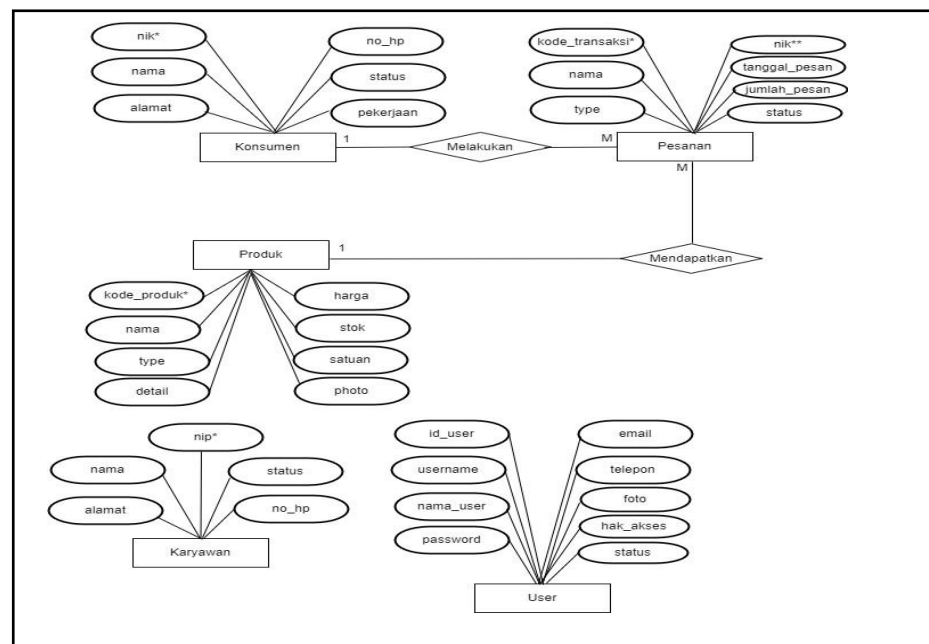 nik*
nama
alamat
no_hp
status
pekerjaan
Konsumen
1
Melakukan
M
kode_transaksi*
nama
type
nik**
tanggal_pesan
jumlah_pesan
status
Pesanan
M
Mendapatkan
1
Produk
kode_produk*
nama
type
detail
harga
stok
satuan
photo
nip*
nama
alamat
status
no_hp
Karyawan
id_user
username
nama_user
password
email
telepon
foto
hak_akses
status
User